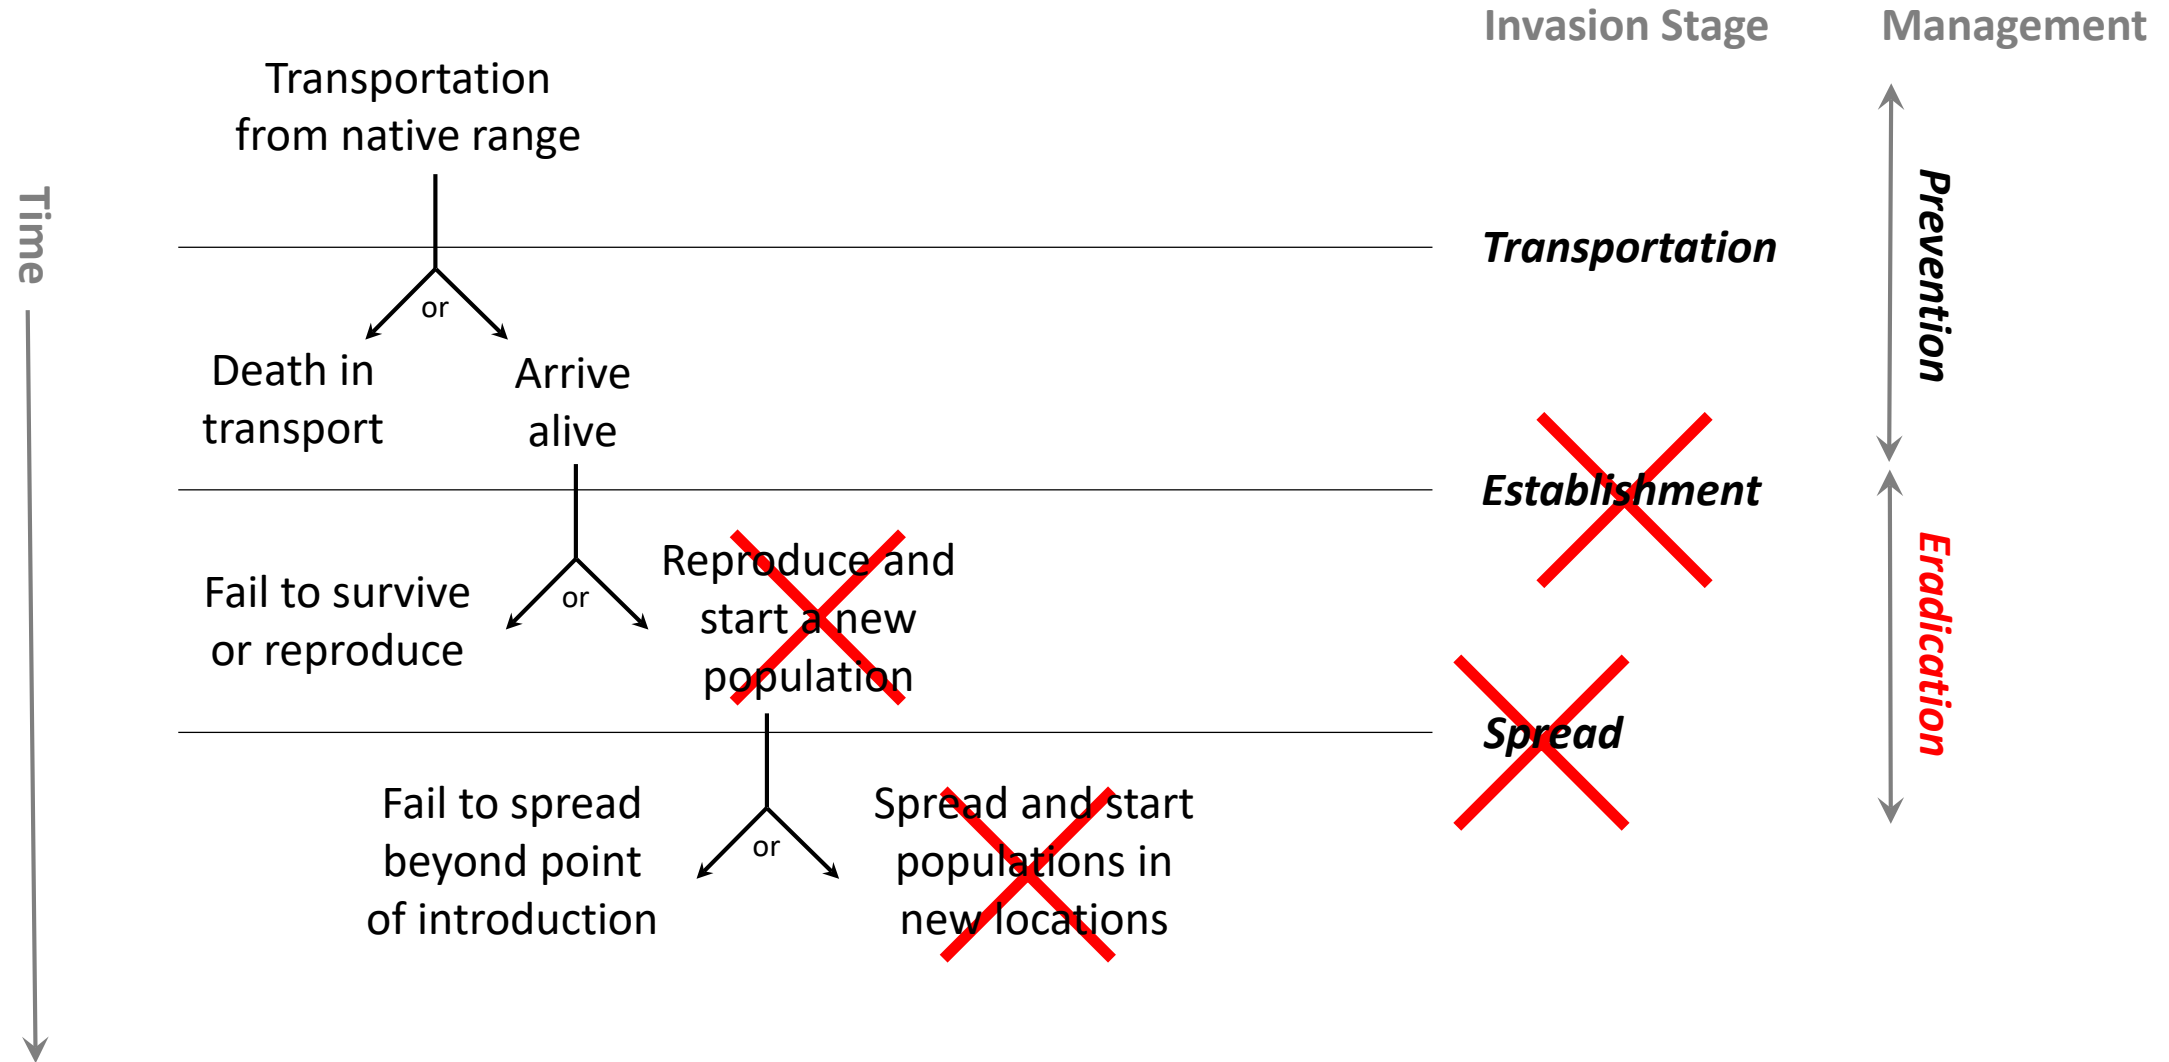 Invasion Stage
Management
Transportation
from native range
Time
Transportation
Prevention
or
Death in
transport
Arrive
alive
Establishment
Eradication
Fail to survive
or reproduce
or
Reproduce and
start a new
population
Spread
Fail to spread
beyond point
of introduction
or
Spread and start
populations in
new locations